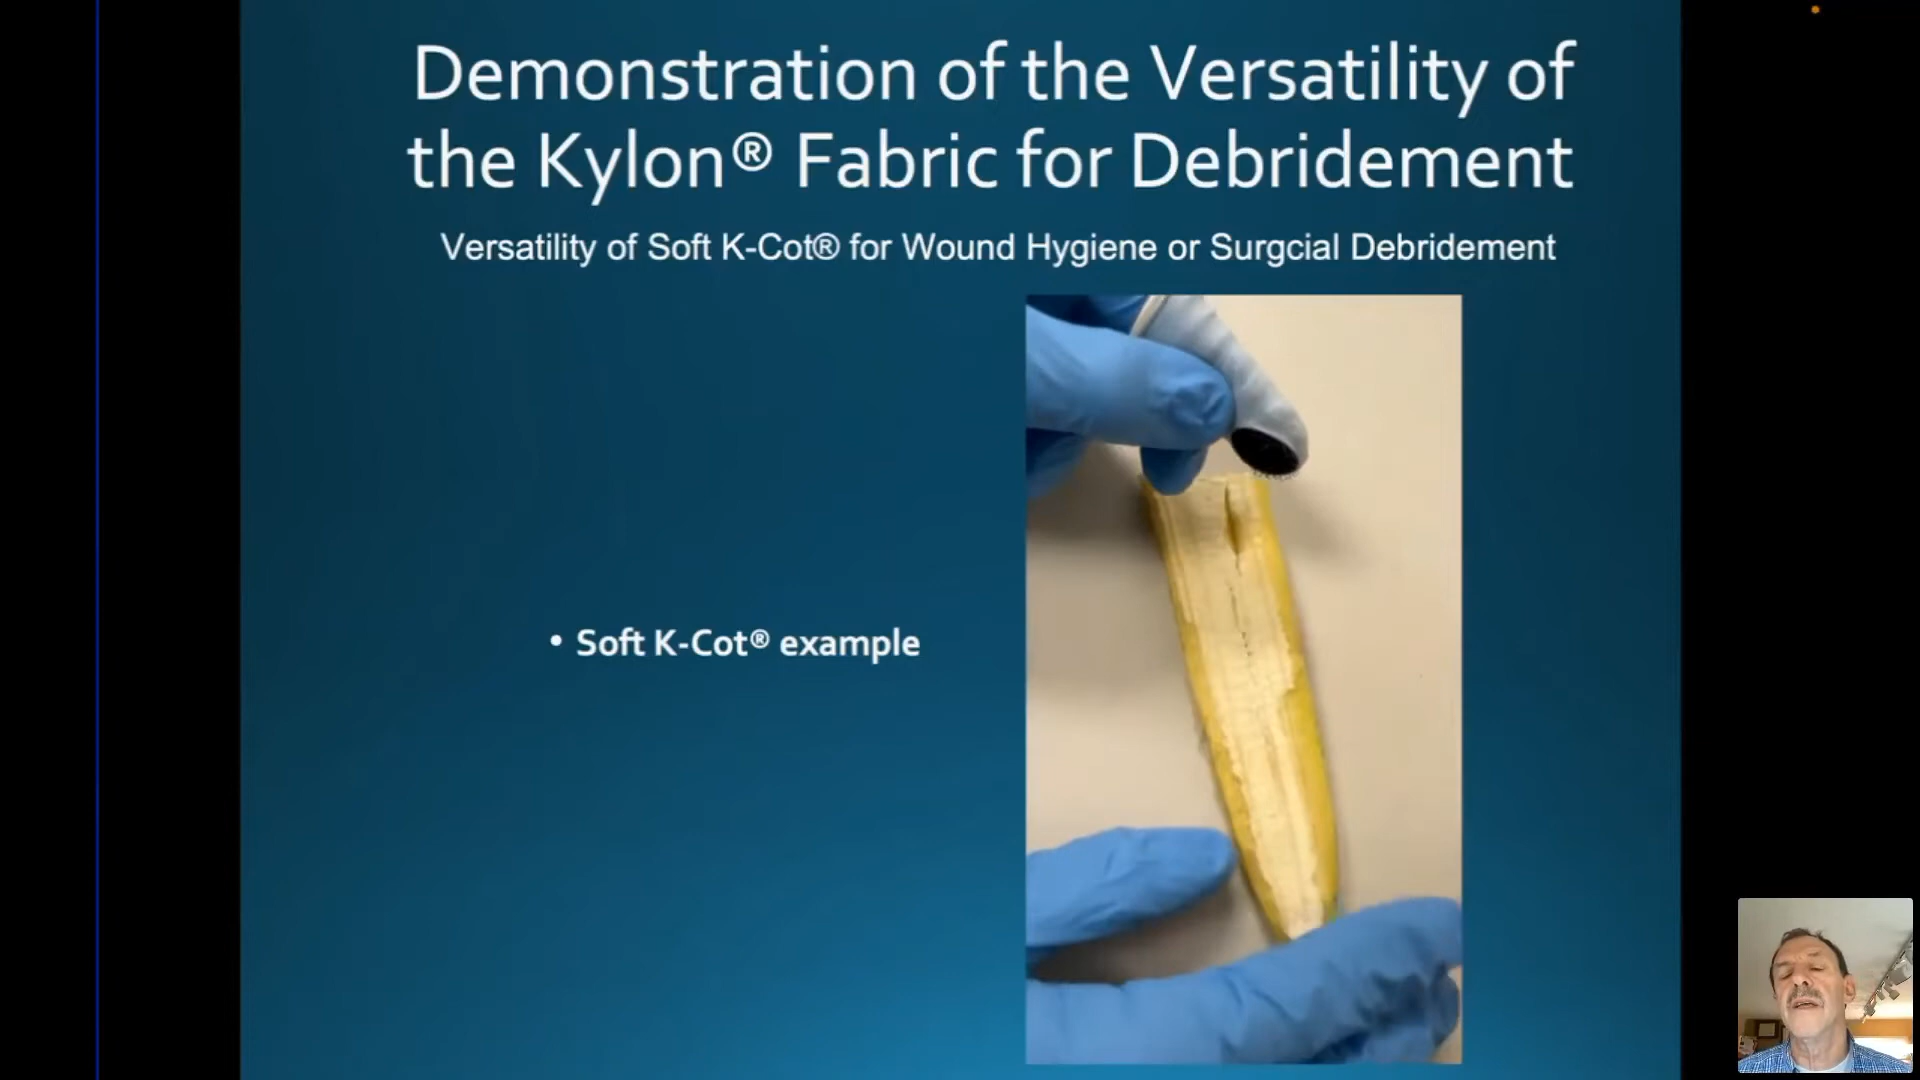 Demonstration of the Versatility of
the Kylon® Fabric for Debridement
Versatility of Soft K-Cot® for Wound Hygiene or Surgcial Debridement
• Soft K-Cot® example